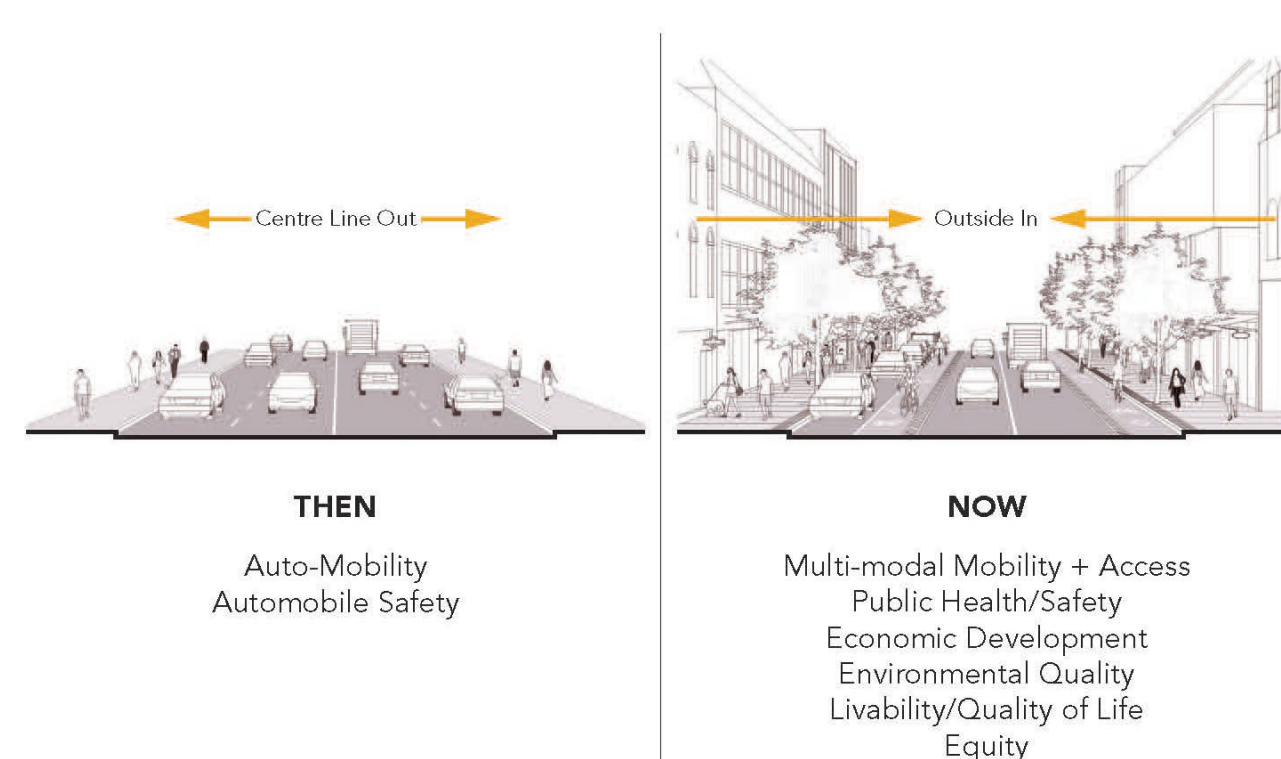 Centre Line Out
THEN
Auto-Mobility
Automobile Safety
Outside In
NOW
Multi-modal Mobility + Access
Public Health/Safety
Economic Development
Environmental Quality
Livability/Quality of Life
Equity